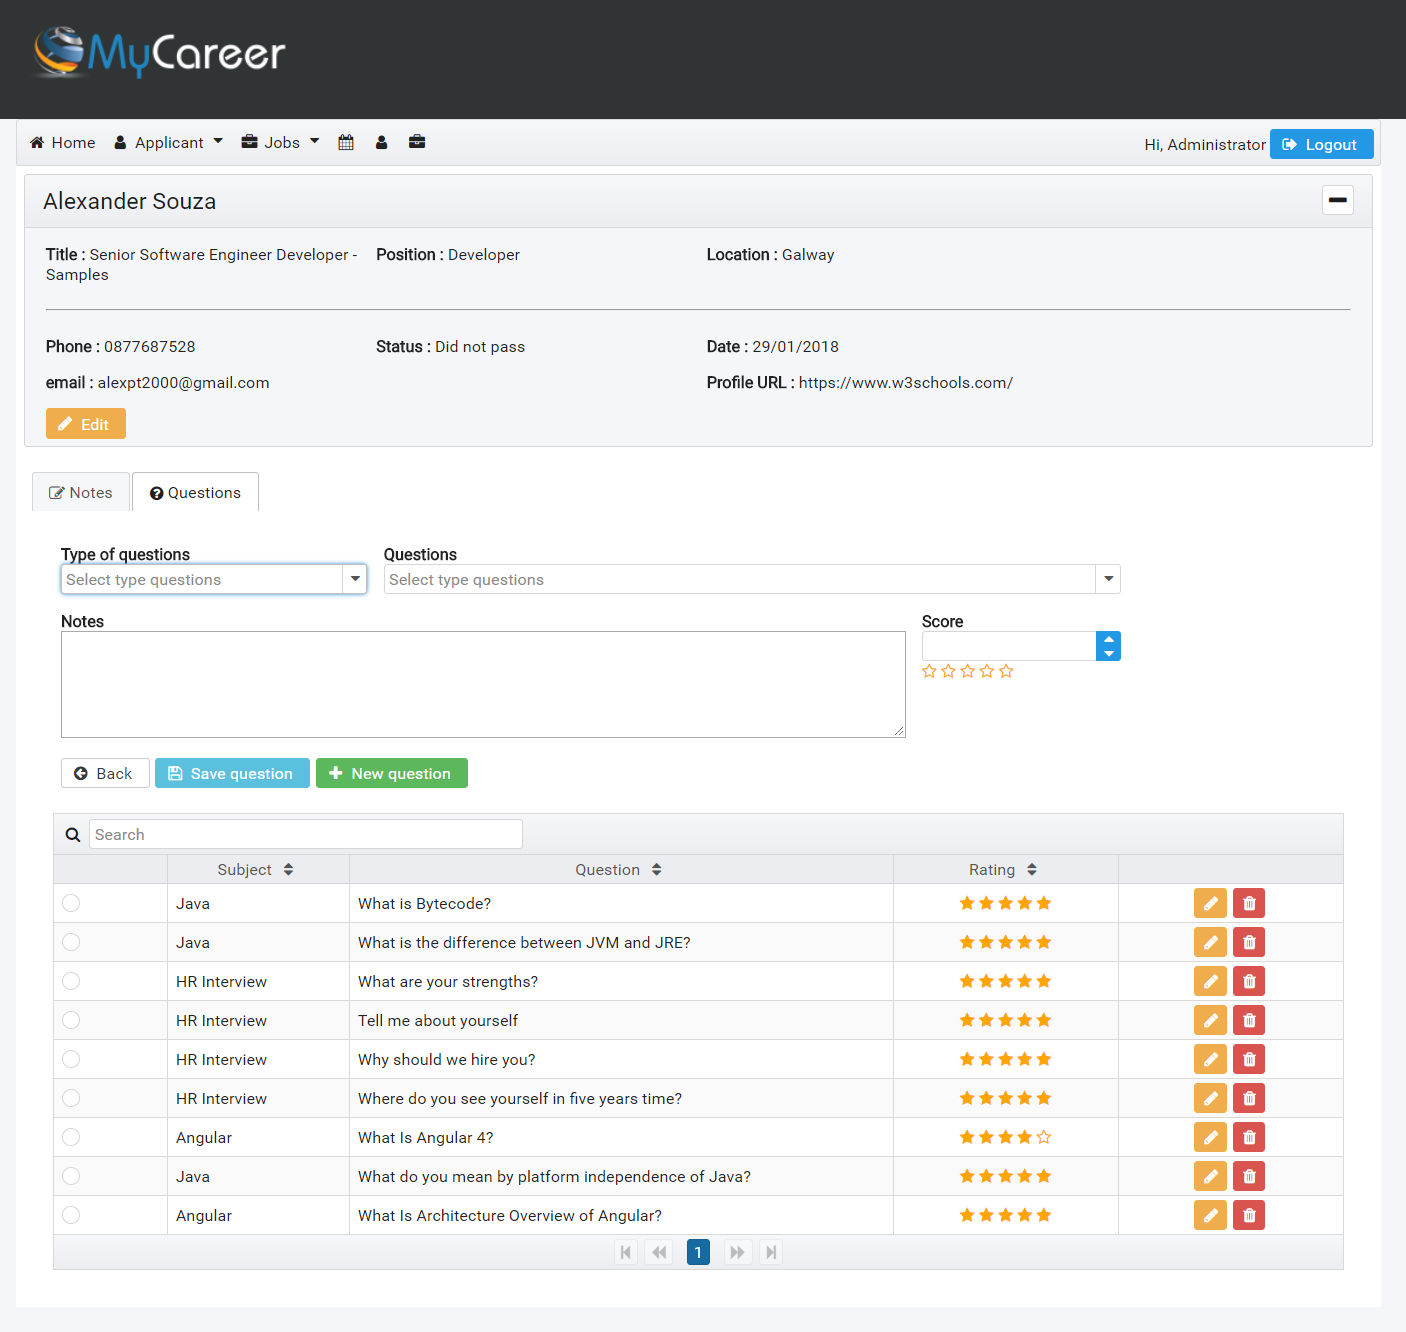 MyCareer
Home Applicant Jobs Hi, Administrator Logout
Alexander Souza
Title : Senior Software Engineer Developer - Samples Position : Developer Location : Galway
Phone : 0877687528 Status : Did not pass Date : 29/01/2018
email : alexpt2000@gmail.com Profile URL : https://www.w3schools.com/
Edit
Notes Questions
Type of questions Questions
Select type questions Select type questions
Notes Score
Back Save question New question
Search
Subject Question Rating
Java What is Bytecode?
Java What is the difference between JVM and JRE?
HR Interview What are your strengths?
HR Interview Tell me about yourself
HR Interview Why should we hire you?
HR Interview Where do you see yourself in five years time?
Angular What Is Angular 4?
Java What do you mean by platform independence of Java?
Angular What Is Architecture Overview of Angular?
1